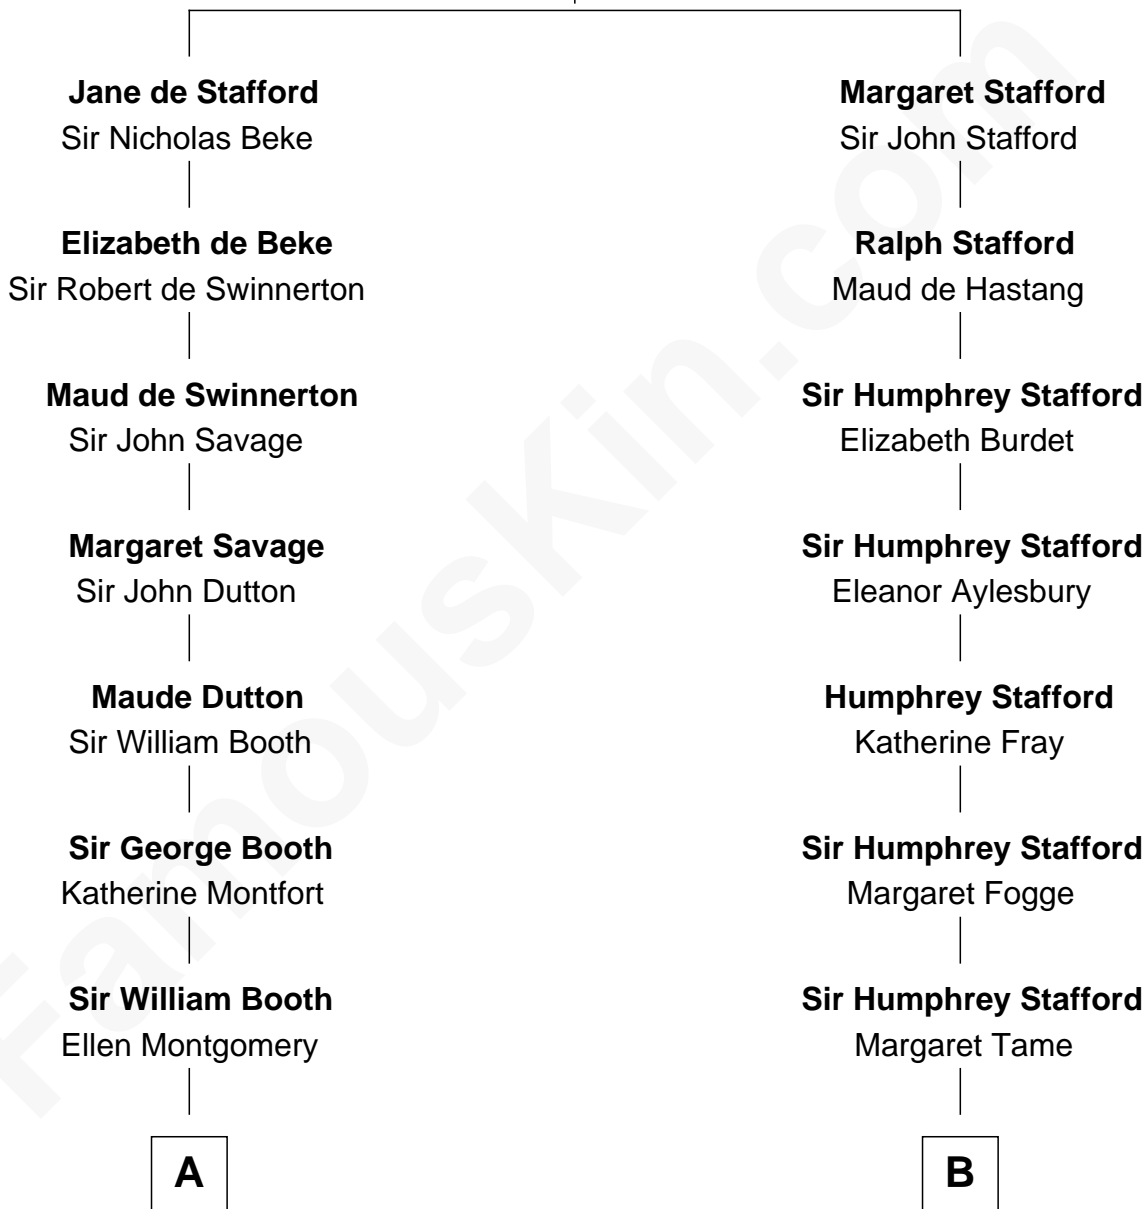 Jane de Stafford
Sir Nicholas Beke
Elizabeth de Beke
Sir Robert de Swinnerton
Maud de Swinnerton
Sir John Savage
Margaret Savage
Sir John Dutton
Maude Dutton
Sir William Booth
Sir George Booth
Katherine Montfort
Sir William Booth
Ellen Montgomery
A
Margaret Stafford
Sir John Stafford
Ralph Stafford
Maud de Hastang
Sir Humphrey Stafford
Elizabeth Burdet
Sir Humphrey Stafford
Eleanor Aylesbury
Humphrey Stafford
Katherine Fray
Sir Humphrey Stafford
Margaret Fogge
Sir Humphrey Stafford
Margaret Tame
B
FamousKin.com